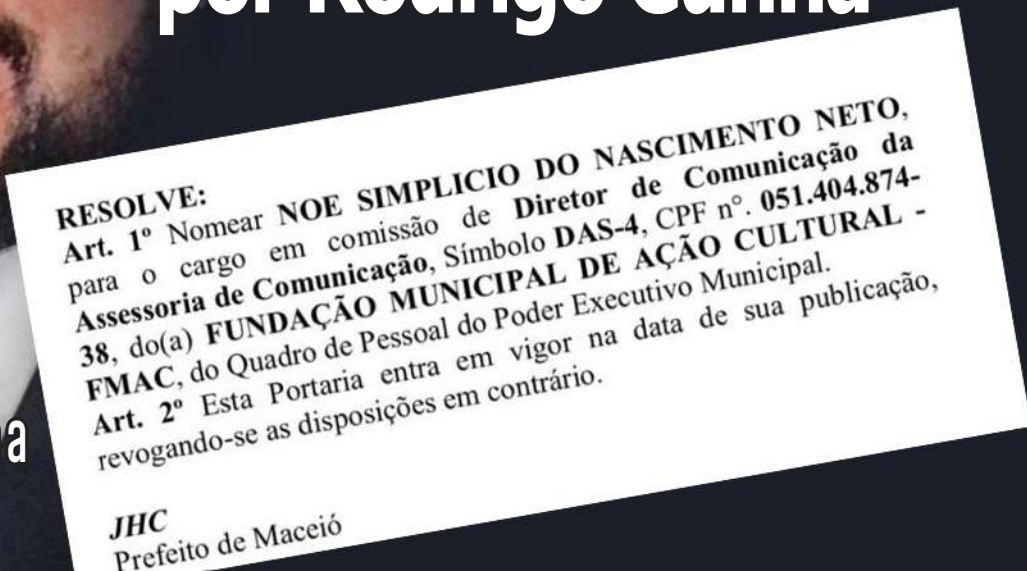 por Rodrigo Cunha
RESOLVE:
Art. 1º Nomear NOE SIMPLICIO DO NASCIMENTO NETO,
para o cargo em comissão de Diretor de Comunicação da
Assessoria de Comunicação, Símbolo DAS-4, CPF nº. 051.404.874-
38, do(a) FUNDAÇÃO MUNICIPAL DE AÇÃO CULTURAL -
FMAC, do Quadro de Pessoal do Poder Executivo Municipal.
Art. 2º Esta Portaria entra em vigor na data de sua publicação,
revogando-se as disposições em contrário.
JHC
Prefeito de Maceió